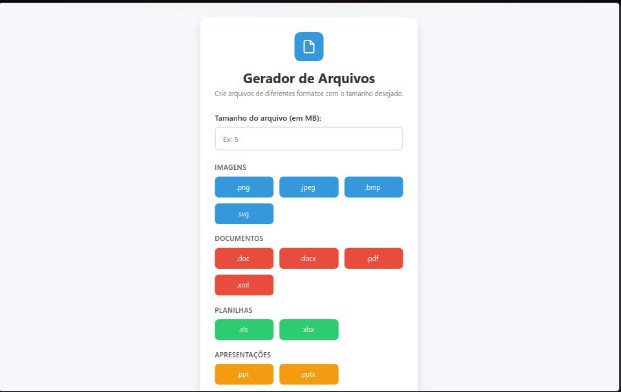 Gerador de Arquivos
Crie arquivos de diferentes formatos com o tamanho desejado.
Tamanho do arquivo (em MB):
Ex: 5
IMAGENS
.png .jpeg .bmp
.svg
DOCUMENTOS
.doc .docx .pdf
.xml
PLANILHAS
.xls .xlsx
APRESENTAÇÕES
.ppt .pptx